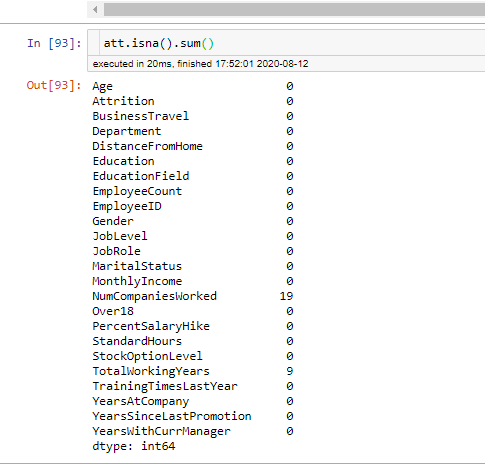 In [93]: att.isna().sum()
executed in 20ms, finished 17:52:01 2020-08-12
Out[93]: Age 0
Attrition 0
BusinessTravel 0
Department 0
DistanceFromHome 0
Education 0
EducationField 0
EmployeeCount 0
EmployeeID 0
Gender 0
JobLevel 0
JobRole 0
MaritalStatus 0
MonthlyIncome 0
NumCompaniesWorked 19
Over18 0
PercentSalaryHike 0
StandardHours 0
StockOptionLevel 0
TotalWorkingYears 9
TrainingTimesLastYear 0
YearsAtCompany 0
YearsSinceLastPromotion 0
YearsWithCurrManager 0
dtype: int64